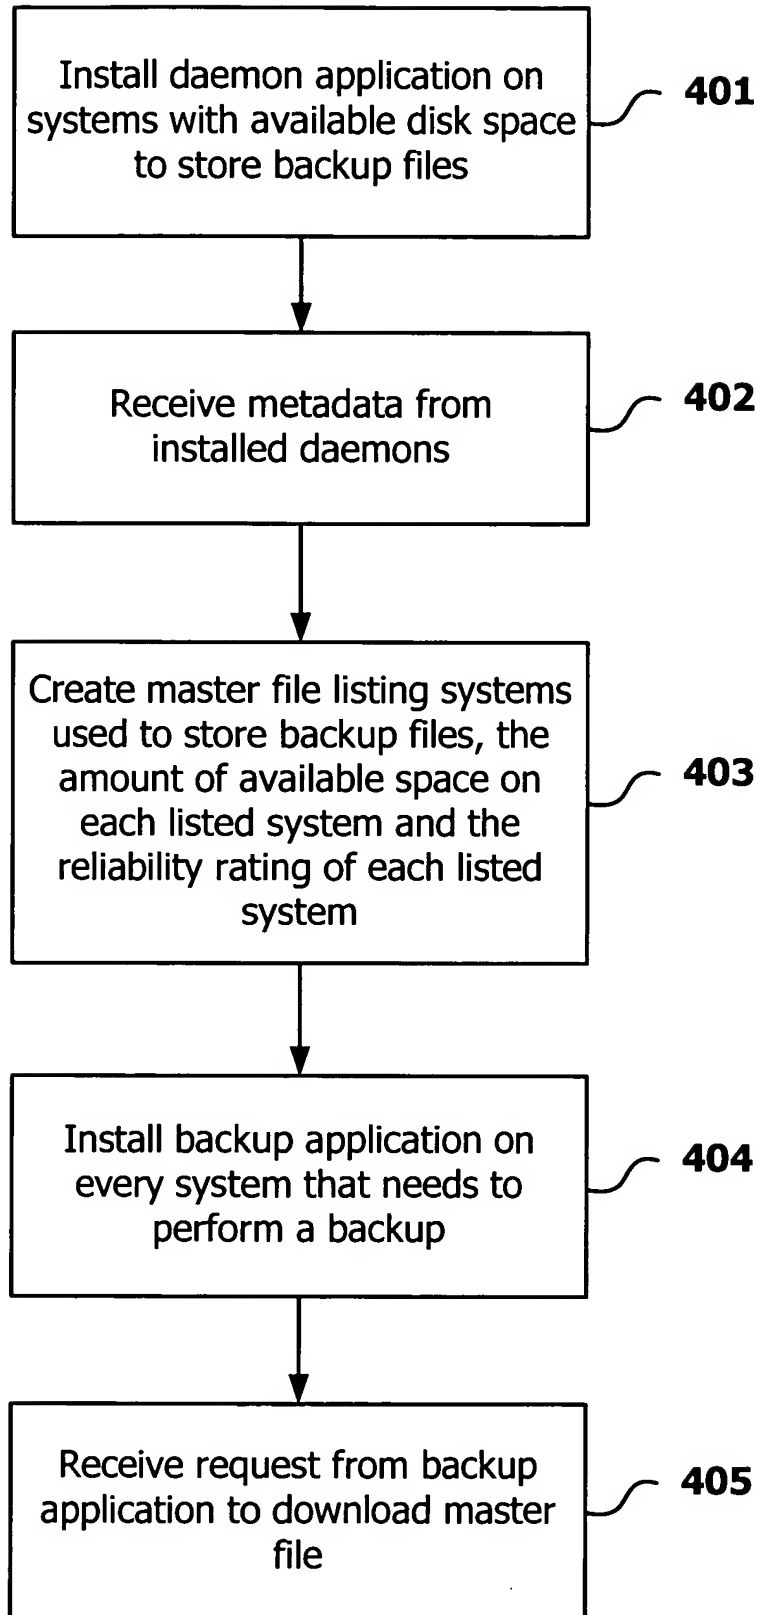 Install daemon application on
systems with available disk space
to store backup files
401
Receive metadata from
installed daemons
402
Create master file listing systems
used to store backup files, the
amount of available space on
each listed system and the
reliability rating of each listed
system
403
Install backup application on
every system that needs to
perform a backup
404
Receive request from backup
application to download master
file
405